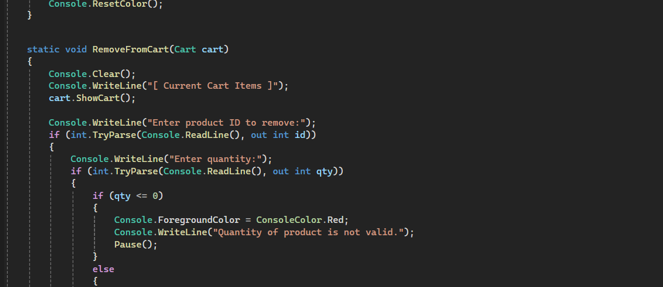 Console.ResetColor();
}
static void RemoveFromCart(Cart cart)
{
Console.Clear();
Console.WriteLine("[ Current Cart Items ]");
cart.ShowCart();
Console.WriteLine("Enter product ID to remove:");
if (int.TryParse(Console.ReadLine(), out int id))
{
Console.WriteLine("Enter quantity:");
if (int.TryParse(Console.ReadLine(), out int qty))
{
if (qty <= 0)
{
Console.ForegroundColor = ConsoleColor.Red;
Console.WriteLine("Quantity of product is not valid.");
Pause();
}
else
{